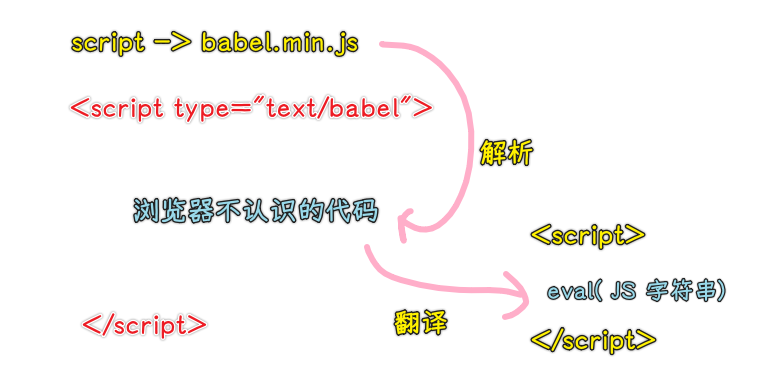 script -> babel.min.js
<script type="text/babel">
解析
浏览器不认识的代码
<script>
eval( JS 字符串)
</script>
翻译
</script>